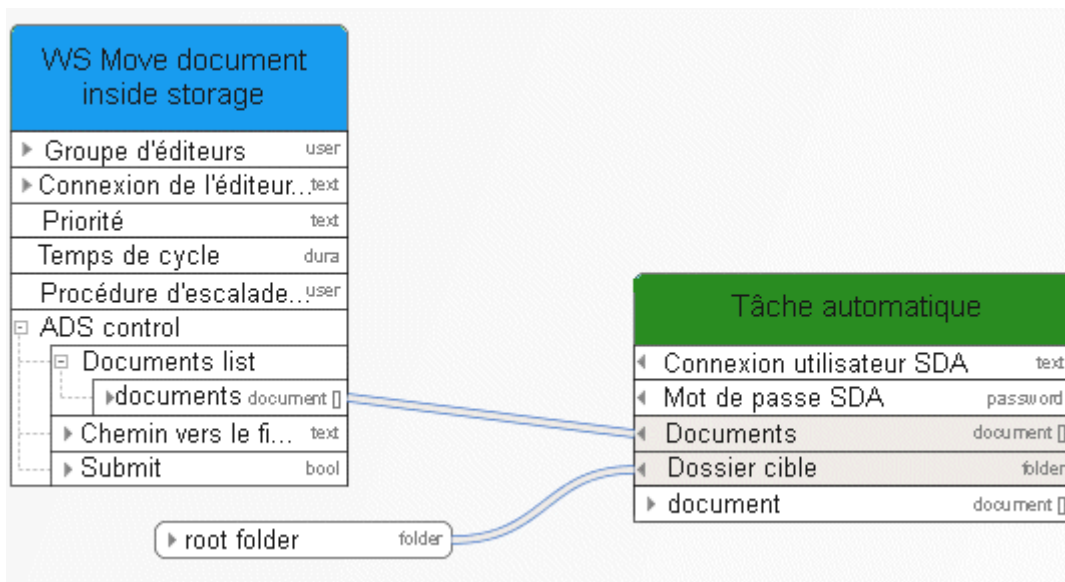 WS Move document
inside storage
Groupe d'éditeurs user
Connexion de l'éditeur... text
Priorité text
Temps de cycle dura
Procédure d'escalade... user
ADS control
Documents list
documents document []
Chemin vers le fi... text
Submit bool
root folder folder
Tâche automatique
Connexion utilisateur SDA text
Mot de passe SDA password
Documents document []
Dossier cible folder
document document []